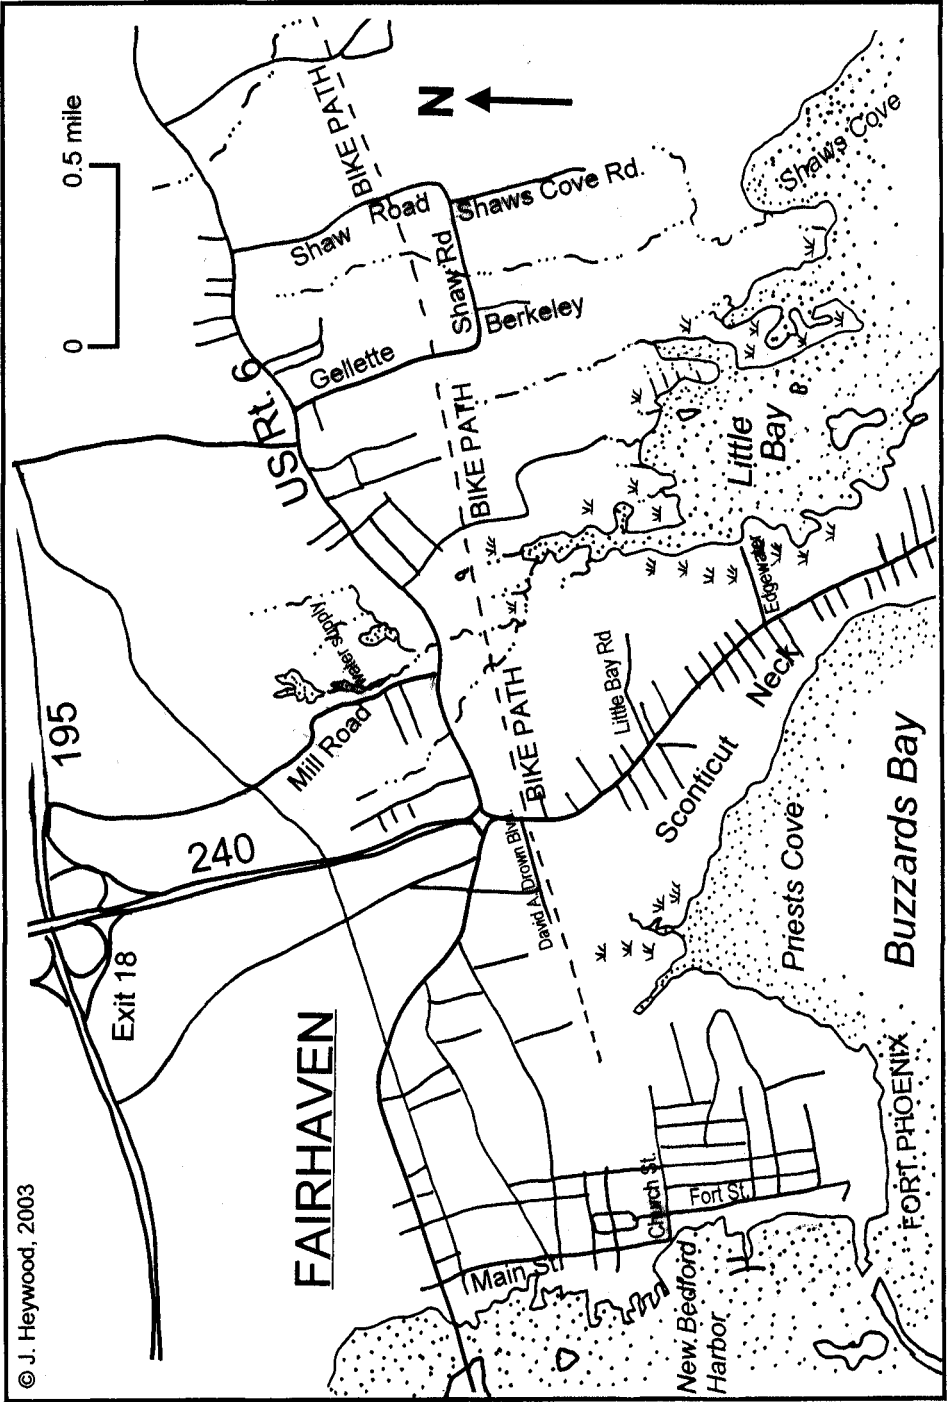 © J. Heywood, 2003
FAIRHAVEN
Exit 18
195
240
Mill Road
water supply
US Rt. 6
0
0.5 mile
N
Gellette
Shaw
Road
Shaw Rd
Shaws Cove Rd.
Berkeley
BIKE PATH
BIKE PATH
BIKE PATH
David A. Drown Blvd.
Little Bay Rd
Edgewater
Sconticut
Neck
Little
Bay
Shaws Cove
Priests Cove
Buzzards Bay
FORT PHOENIX
Main St.
Church St.
Fort St.
New Bedford
Harbor